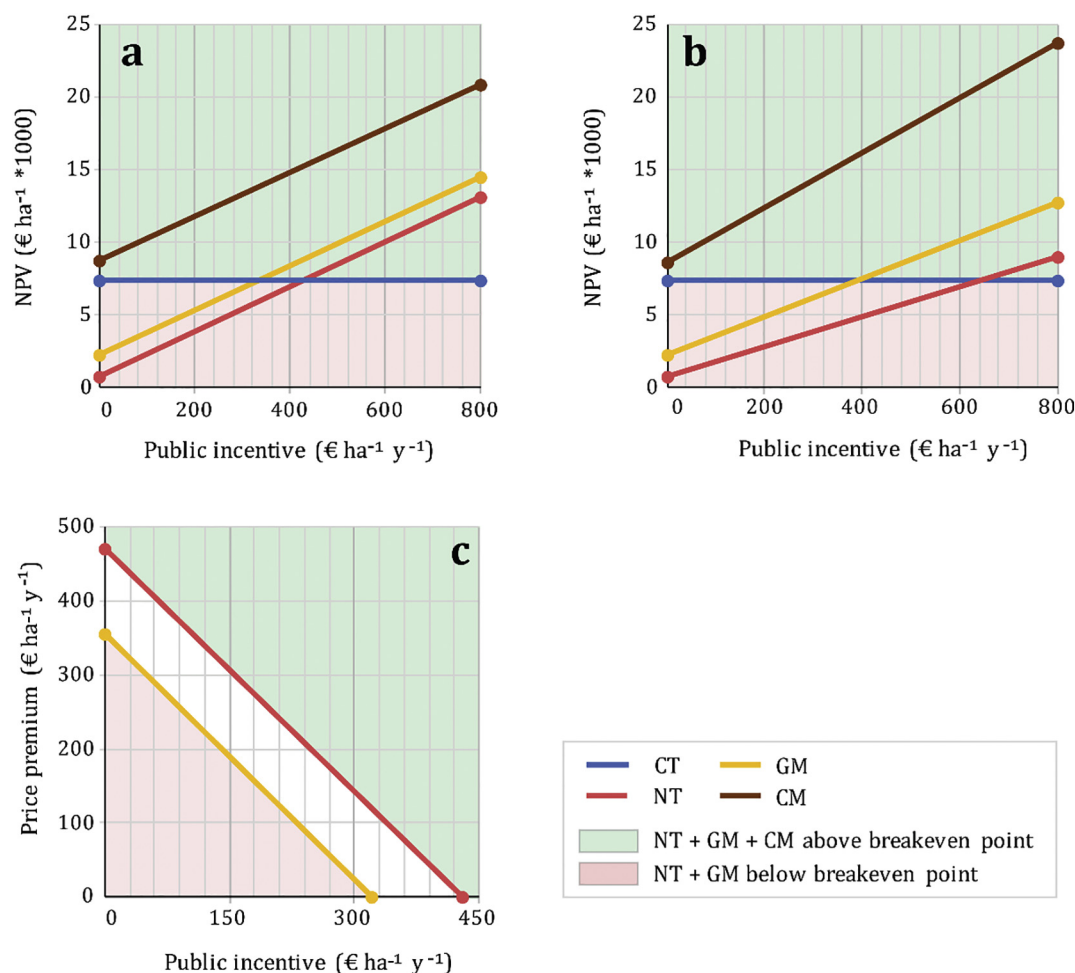 a
25
20
15
10
5
0
NPV (€ ha⁻¹ *1000)
0 200 400 600 800
Public incentive (€ ha⁻¹ y⁻¹)
b
25
20
15
10
5
0
NPV (€ ha⁻¹ *1000)
0 200 400 600 800
Public incentive (€ ha⁻¹ y⁻¹)
c
500
400
300
200
100
0
Price premium (€ ha⁻¹ y⁻¹)
0 150 300 450
Public incentive (€ ha⁻¹ y⁻¹)
CT GM
NT CM
NT + GM + CM above breakeven point
NT + GM below breakeven point